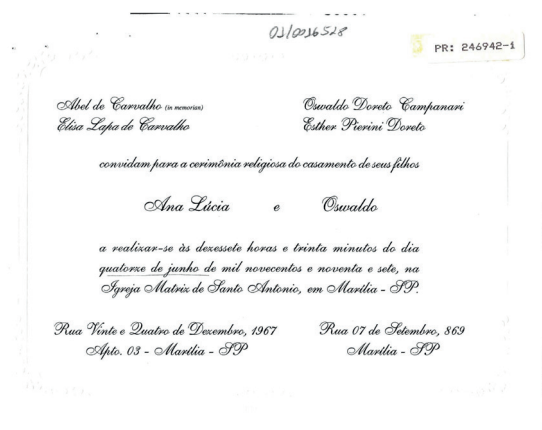 01/0016528
PR: 246942-1
Abel de Carvalho (in memorian)
Elisa Lapa de Carvalho
Oswaldo Doreto Campanari
Esther Pierini Doreto
convidam para a cerimônia religiosa do casamento de seus filhos
Ana Lúcia e Oswaldo
a realizar-se às dezessete horas e trinta minutos do dia
quatorze de junho de mil novecentos e noventa e sete, na
Igreja Matriz de Santo Antonio, em Marília - SP.
Rua Vinte e Quatro de Dezembro, 1967
Apto. 03 - Marília - SP
Rua 07 de Setembro, 869
Marília - SP